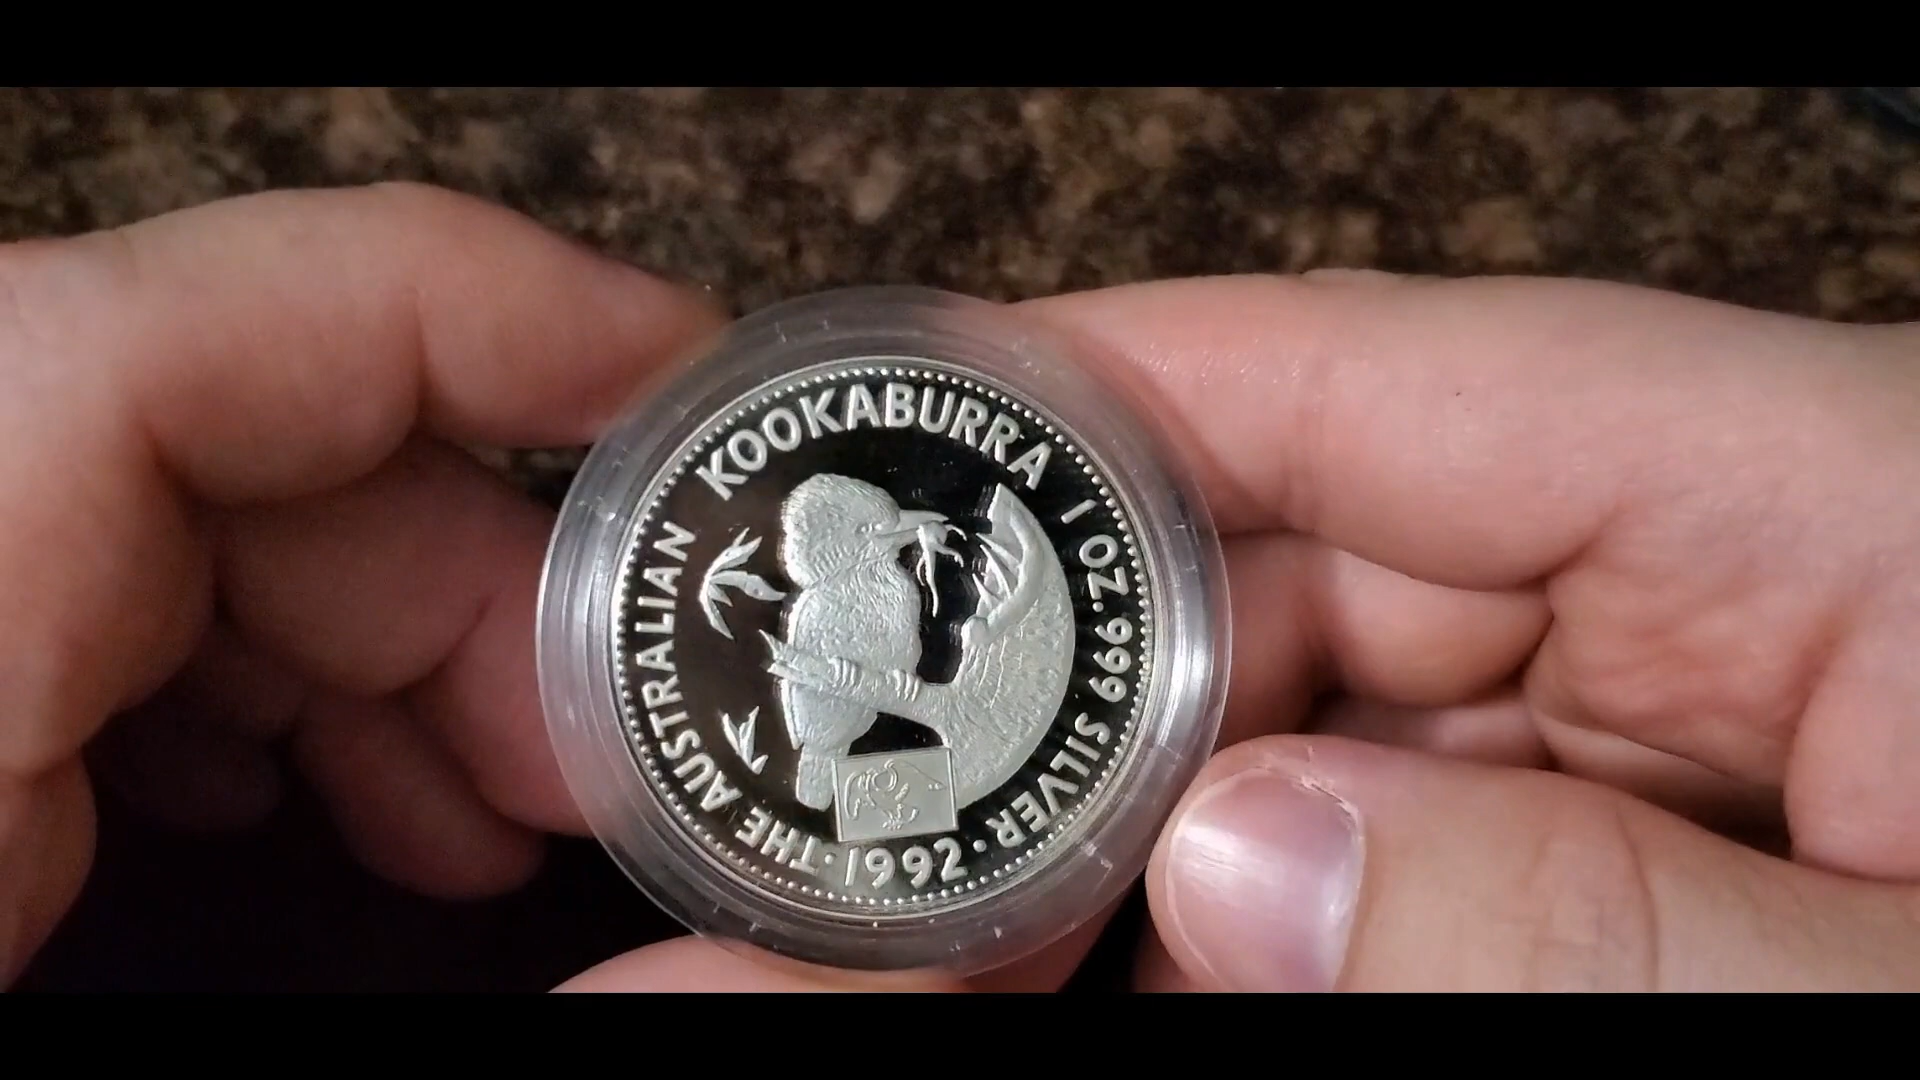 THE AUSTRALIAN KOOKABURRA 1 OZ. 999 SILVER
· 1992 ·